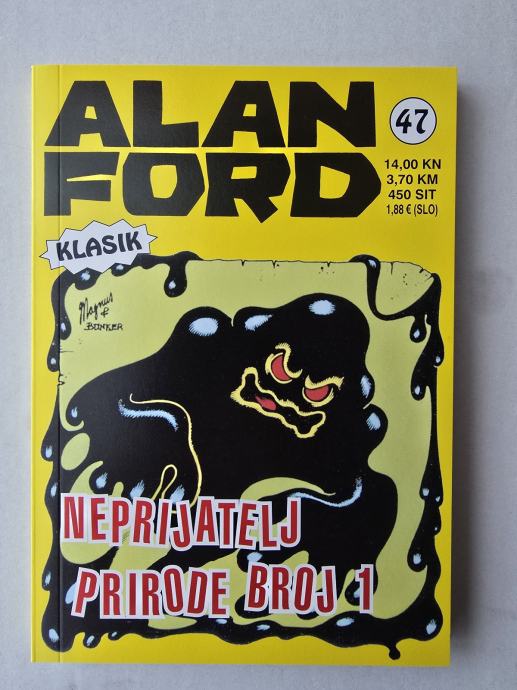 ALAN
FORD
47
14,00 KN
3,70 KM
450 SIT
1,88 € (SLO)
KLASIK
Magnus
&
BUNKER
NEPRIJATELJ
PRIRODE BROJ 1